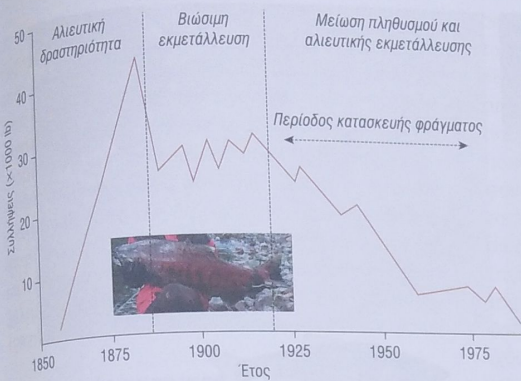 Αλιευτική
δραστηριότητα
Βιώσιμη
εκμετάλλευση
Μείωση πληθυσμού και
αλιευτικής εκμετάλλευσης
Περίοδος κατασκευής φράγματος
Συλλήψεις (×1000 lb)
50
40
30
20
10
1850
1875
1900
1925
1950
1975
Έτος